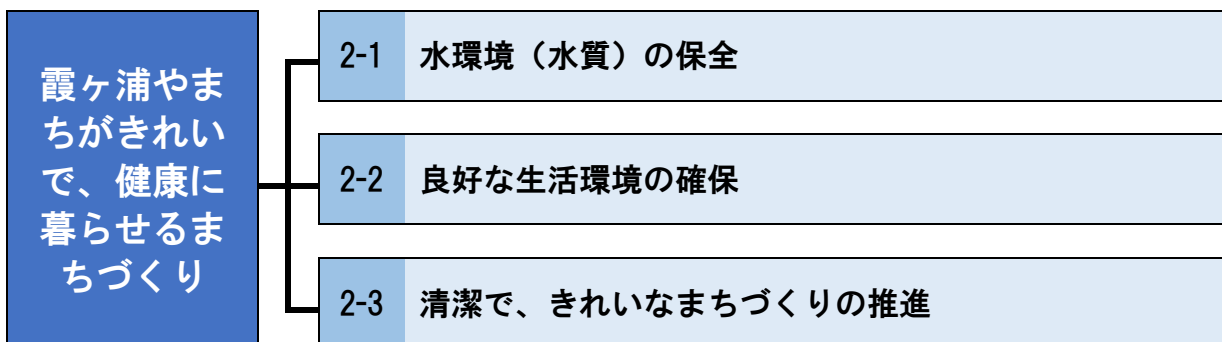 霞ヶ浦やま
ちがきれい
で、健康に
暮らせるま
ちづくり
2-1 水環境（水質）の保全
2-2 良好な生活環境の確保
2-3 清潔で、きれいなまちづくりの推進